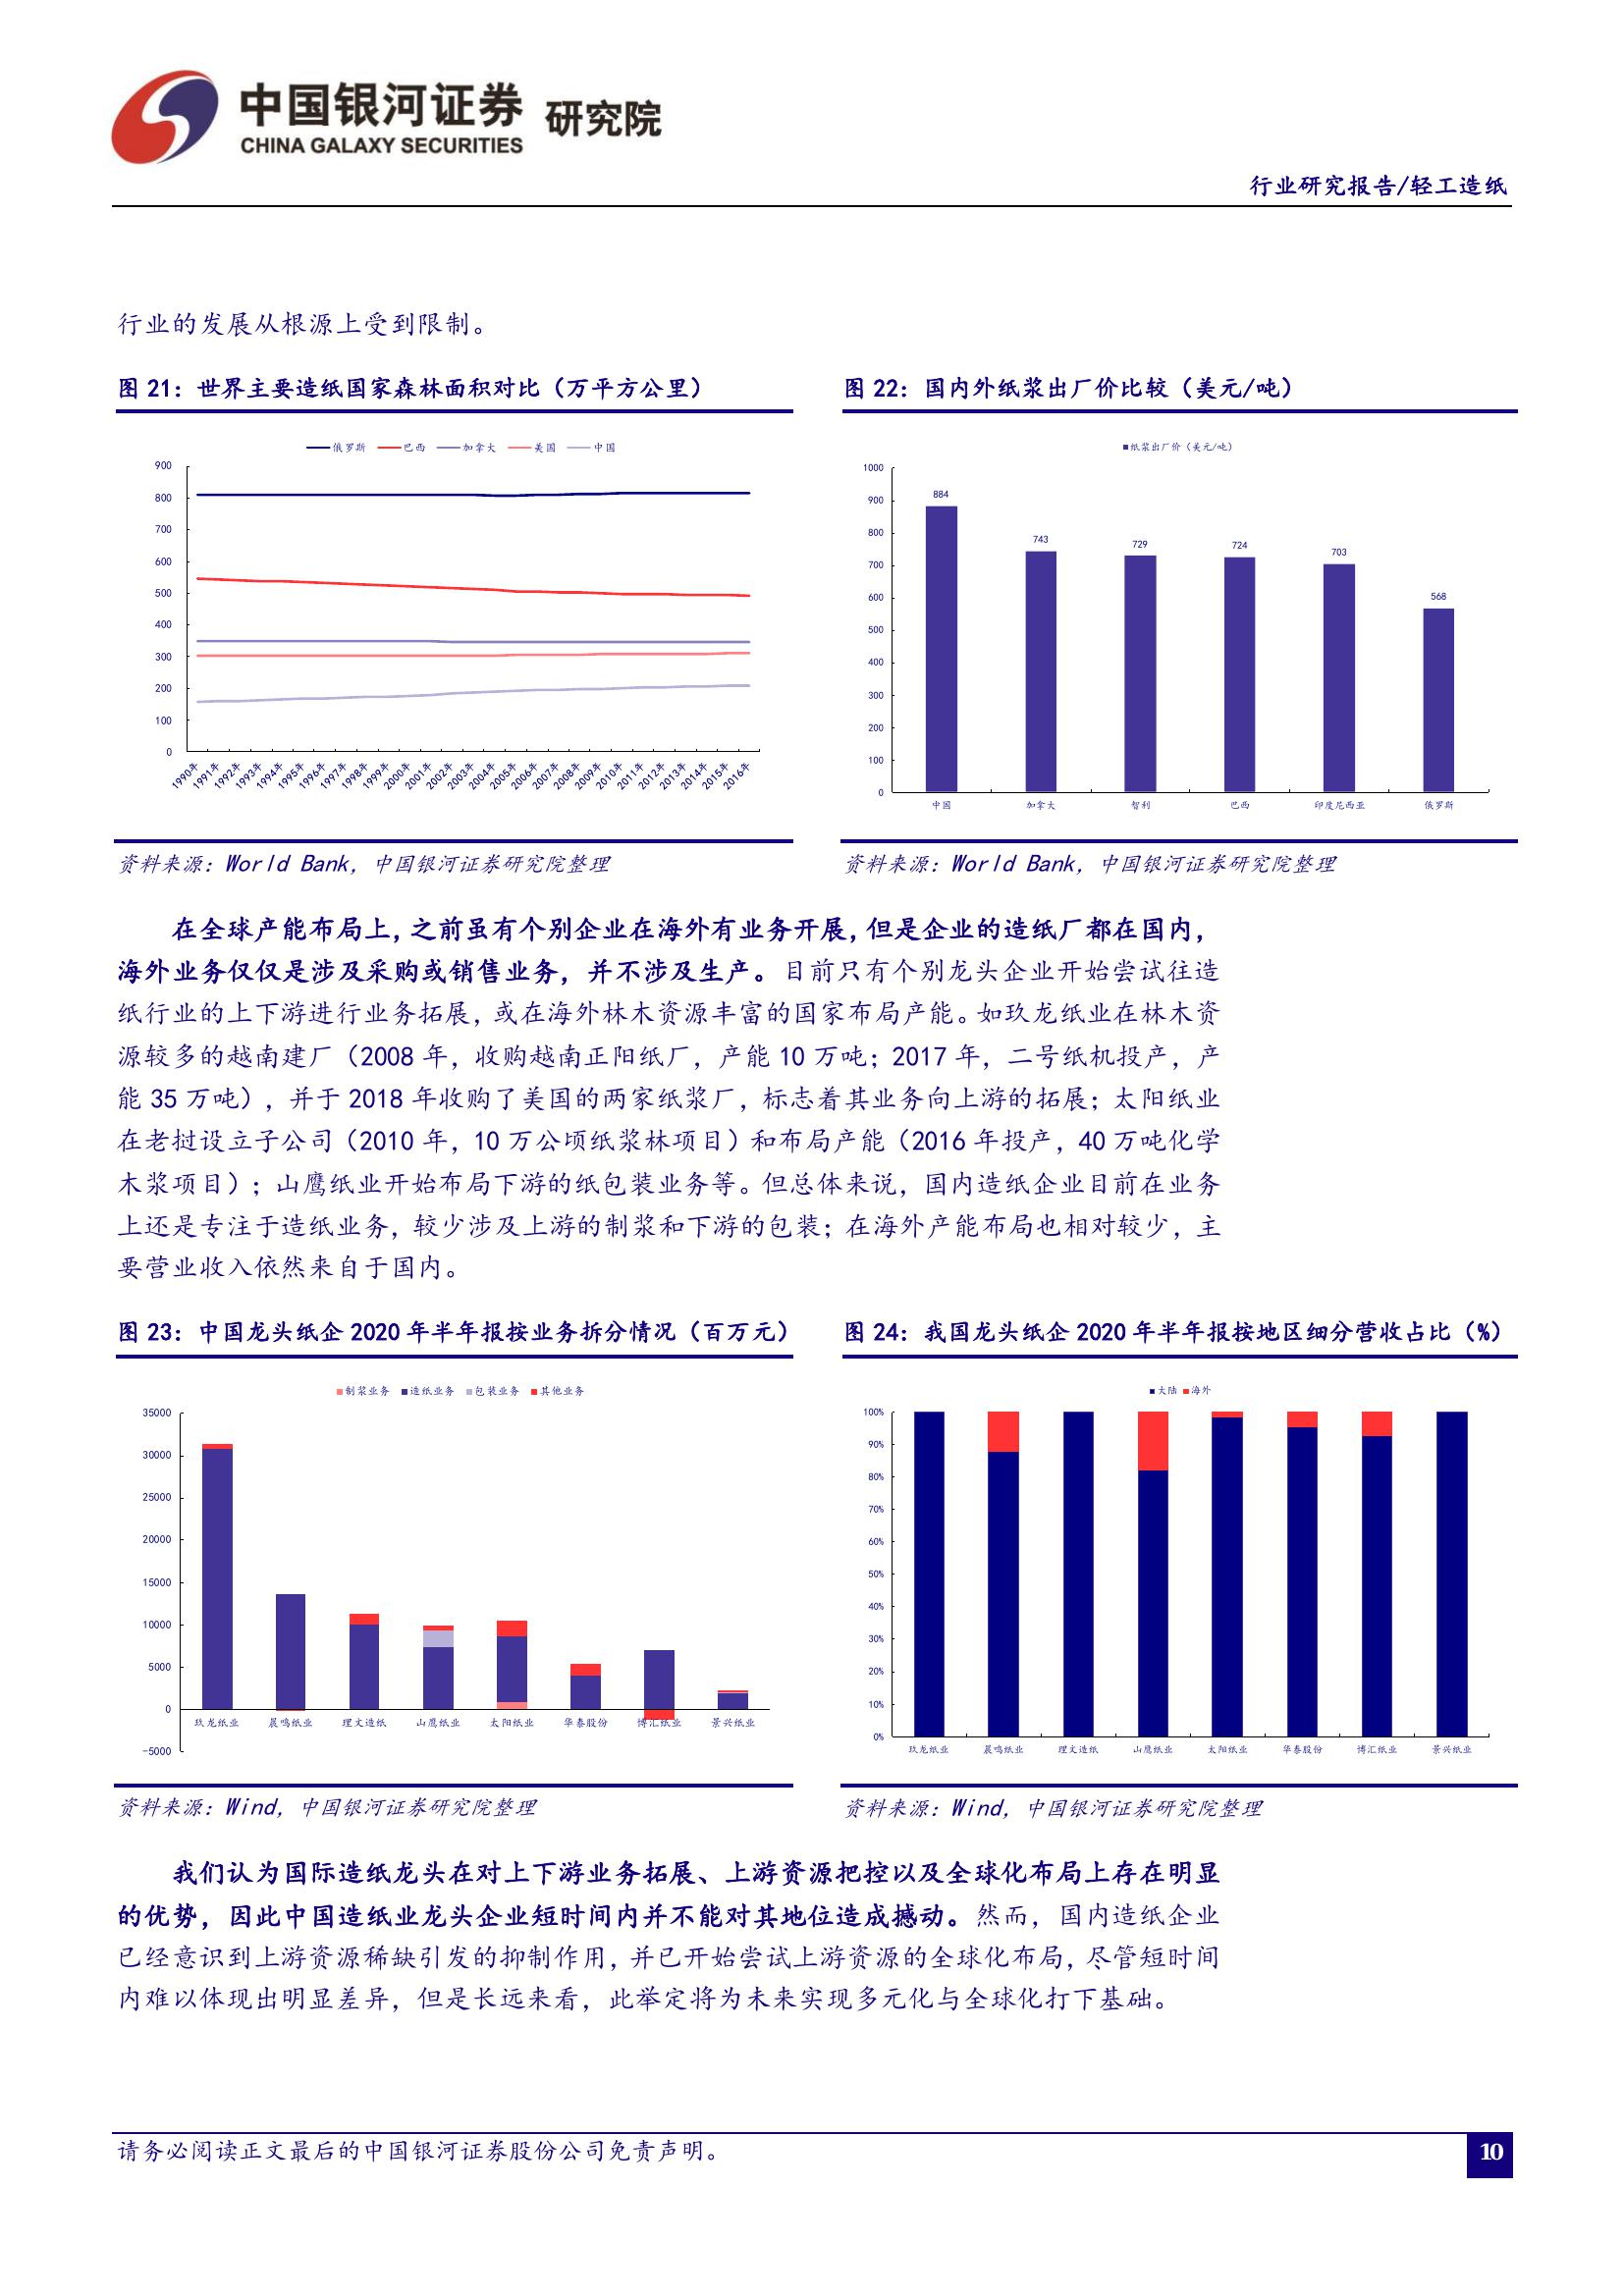 中国银河证券 研究院
CHINA GALAXY SECURITIES
行业研究报告/轻工造纸
行业的发展从根源上受到限制。
图 21：世界主要造纸国家森林面积对比（万平方公里）
俄罗斯 巴西 加拿大 美国 中国
900
800
700
600
500
400
300
200
100
0
1990年 1991年 1992年 1993年 1994年 1995年 1996年 1997年 1998年 1999年 2000年 2001年 2002年 2003年 2004年 2005年 2006年 2007年 2008年 2009年 2010年 2011年 2012年 2013年 2014年 2015年 2016年
资料来源：World Bank，中国银河证券研究院整理
图 22：国内外纸浆出厂价比较（美元/吨）
纸浆出厂价（美元/吨）
1000
900
800
700
600
500
400
300
200
100
0
884 743 729 724 703 568
中国 加拿大 智利 巴西 印度尼西亚 俄罗斯
资料来源：World Bank，中国银河证券研究院整理
在全球产能布局上，之前虽有个别企业在海外有业务开展，但是企业的造纸厂都在国内，
海外业务仅仅是涉及采购或销售业务，并不涉及生产。目前只有个别龙头企业开始尝试往造
纸行业的上下游进行业务拓展，或在海外林木资源丰富的国家布局产能。如玖龙纸业在林木资
源较多的越南建厂（2008 年，收购越南正阳纸厂，产能 10 万吨；2017 年，二号纸机投产，产
能 35 万吨），并于 2018 年收购了美国的两家纸浆厂，标志着其业务向上游的拓展；太阳纸业
在老挝设立子公司（2010 年，10 万公顷纸浆林项目）和布局产能（2016 年投产，40 万吨化学
木浆项目）；山鹰纸业开始布局下游的纸包装业务等。但总体来说，国内造纸企业目前在业务
上还是专注于造纸业务，较少涉及上游的制浆和下游的包装；在海外产能布局也相对较少，主
要营业收入依然来自于国内。
图 23：中国龙头纸企 2020 年半年报按业务拆分情况（百万元）
制浆业务 造纸业务 包装业务 其他业务
35000
30000
25000
20000
15000
10000
5000
0
-5000
玖龙纸业 晨鸣纸业 理文造纸 山鹰纸业 太阳纸业 华泰股份 博汇纸业 景兴纸业
资料来源：Wind，中国银河证券研究院整理
图 24：我国龙头纸企 2020 年半年报按地区细分营收占比（%）
大陆 海外
100%
90%
80%
70%
60%
50%
40%
30%
20%
10%
0%
玖龙纸业 晨鸣纸业 理文造纸 山鹰纸业 太阳纸业 华泰股份 博汇纸业 景兴纸业
资料来源：Wind，中国银河证券研究院整理
我们认为国际造纸龙头在对上下游业务拓展、上游资源把控以及全球化布局上存在明显
的优势，因此中国造纸业龙头企业短时间内并不能对其地位造成撼动。然而，国内造纸企业
已经意识到上游资源稀缺引发的抑制作用，并已开始尝试上游资源的全球化布局，尽管短时间
内难以体现出明显差异，但是长远来看，此举定将为未来实现多元化与全球化打下基础。
请务必阅读正文最后的中国银河证券股份公司免责声明。
10